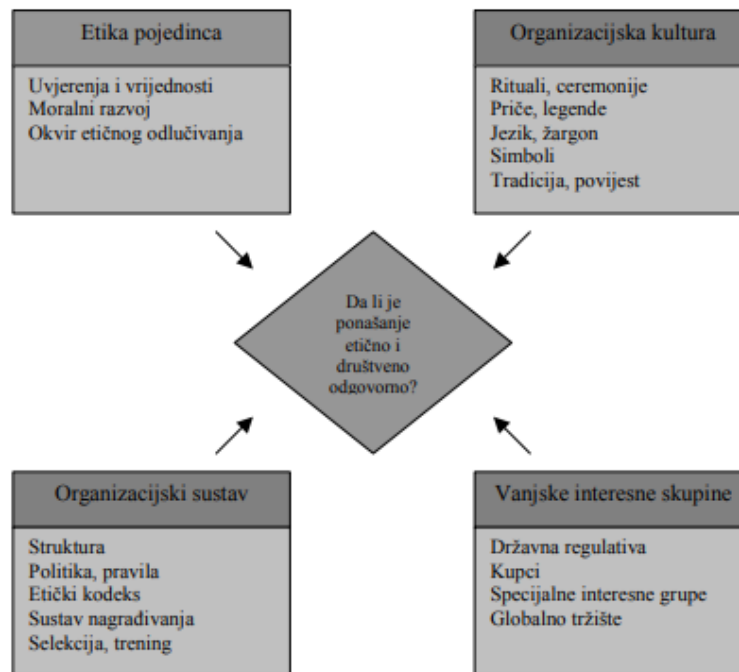 Etika pojedinca
Uvjerenja i vrijednosti
Moralni razvoj
Okvir etičnog odlučivanja
Organizacijska kultura
Rituali, ceremonije
Priče, legende
Jezik, žargon
Simboli
Tradicija, povijest
Da li je
ponašanje
etično i
društveno
odgovorno?
Organizacijski sustav
Struktura
Politika, pravila
Etički kodeks
Sustav nagrađivanja
Selekcija, trening
Vanjske interesne skupine
Državna regulativa
Kupci
Specijalne interesne grupe
Globalno tržište